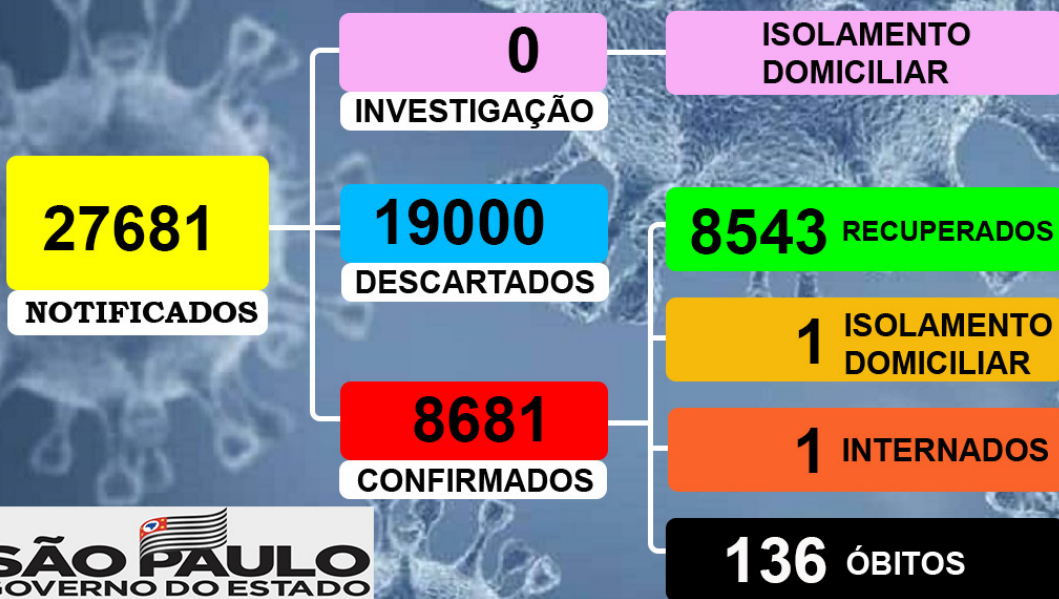 0
INVESTIGAÇÃO
ISOLAMENTO
DOMICILIAR
27681
NOTIFICADOS
19000
DESCARTADOS
8543 RECUPERADOS
1 ISOLAMENTO
DOMICILIAR
8681
CONFIRMADOS
1 INTERNADOS
136 ÓBITOS
SÃO PAULO
GOVERNO DO ESTADO